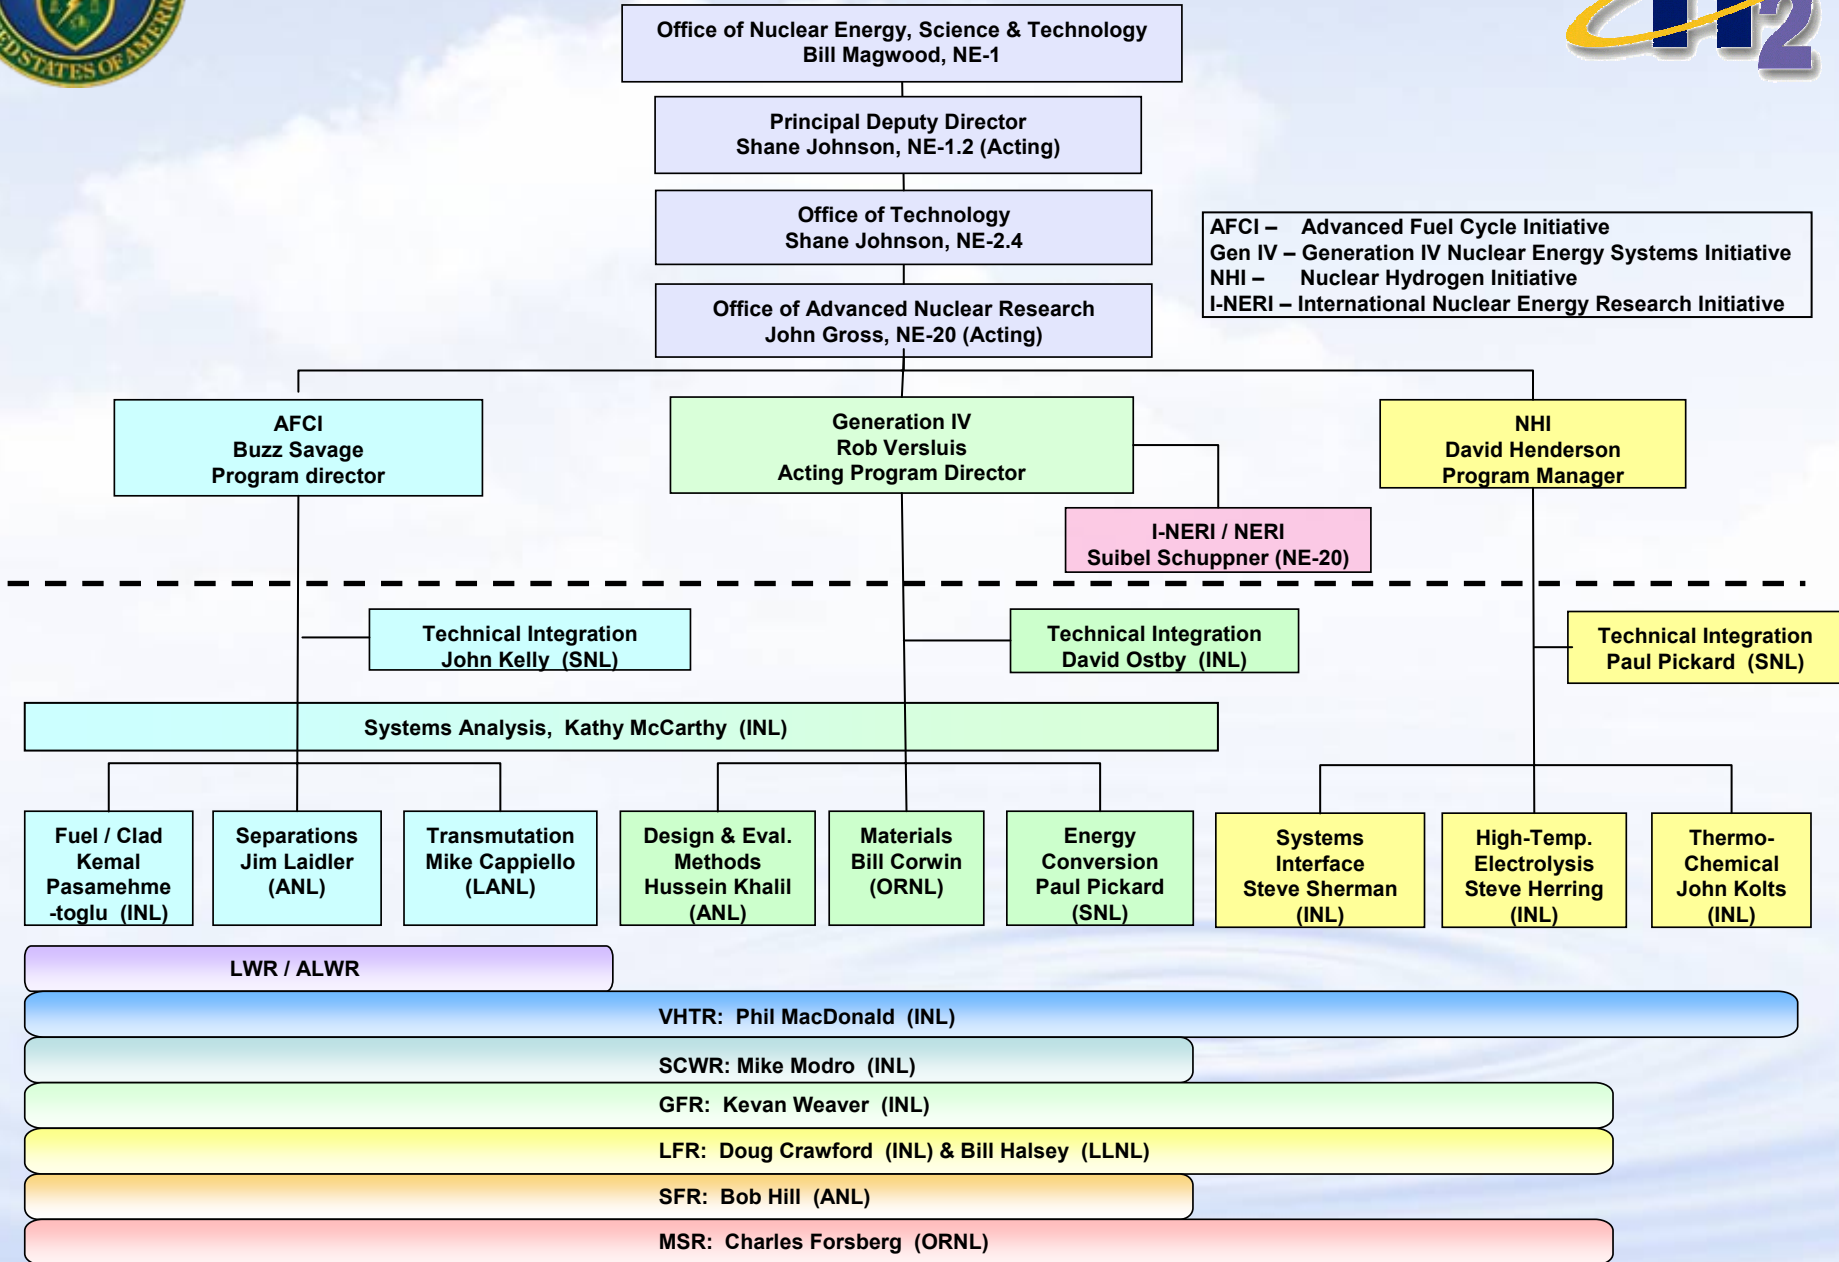 UNITED STATES OF AMERICA
H2
Office of Nuclear Energy, Science & Technology
Bill Magwood, NE-1
Principal Deputy Director
Shane Johnson, NE-1.2 (Acting)
Office of Technology
Shane Johnson, NE-2.4
AFCI – Advanced Fuel Cycle Initiative
Gen IV – Generation IV Nuclear Energy Systems Initiative
NHI – Nuclear Hydrogen Initiative
I-NERI – International Nuclear Energy Research Initiative
Office of Advanced Nuclear Research
John Gross, NE-20 (Acting)
AFCI
Buzz Savage
Program director
Generation IV
Rob Versluis
Acting Program Director
NHI
David Henderson
Program Manager
I-NERI / NERI
Suibel Schuppner (NE-20)
Technical Integration
John Kelly (SNL)
Technical Integration
David Ostby (INL)
Technical Integration
Paul Pickard (SNL)
Systems Analysis, Kathy McCarthy (INL)
Fuel / Clad
Kemal
Pasamehme
-toglu (INL)
Separations
Jim Laidler
(ANL)
Transmutation
Mike Cappiello
(LANL)
Design & Eval.
Methods
Hussein Khalil
(ANL)
Materials
Bill Corwin
(ORNL)
Energy
Conversion
Paul Pickard
(SNL)
Systems
Interface
Steve Sherman
(INL)
High-Temp.
Electrolysis
Steve Herring
(INL)
Thermo-
Chemical
John Kolts
(INL)
LWR / ALWR
VHTR: Phil MacDonald (INL)
SCWR: Mike Modro (INL)
GFR: Kevan Weaver (INL)
LFR: Doug Crawford (INL) & Bill Halsey (LLNL)
SFR: Bob Hill (ANL)
MSR: Charles Forsberg (ORNL)